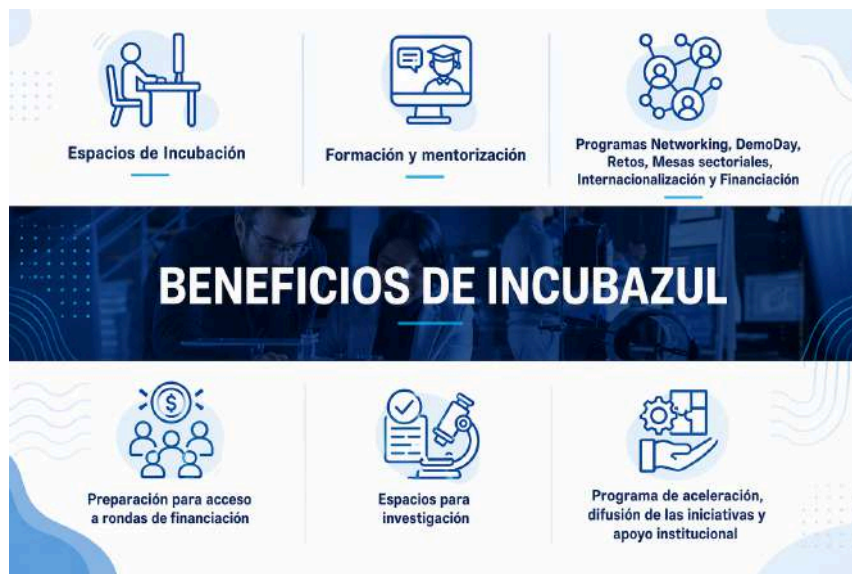 Espacios de Incubación
Formación y mentorización
Programas Networking, DemoDay,
Retos, Mesas sectoriales,
Internacionalización y Financiación
BENEFICIOS DE INCUBAZUL
$
Preparación para acceso
a rondas de financiación
Espacios para
investigación
Programa de aceleración,
difusión de las iniciativas y
apoyo institucional